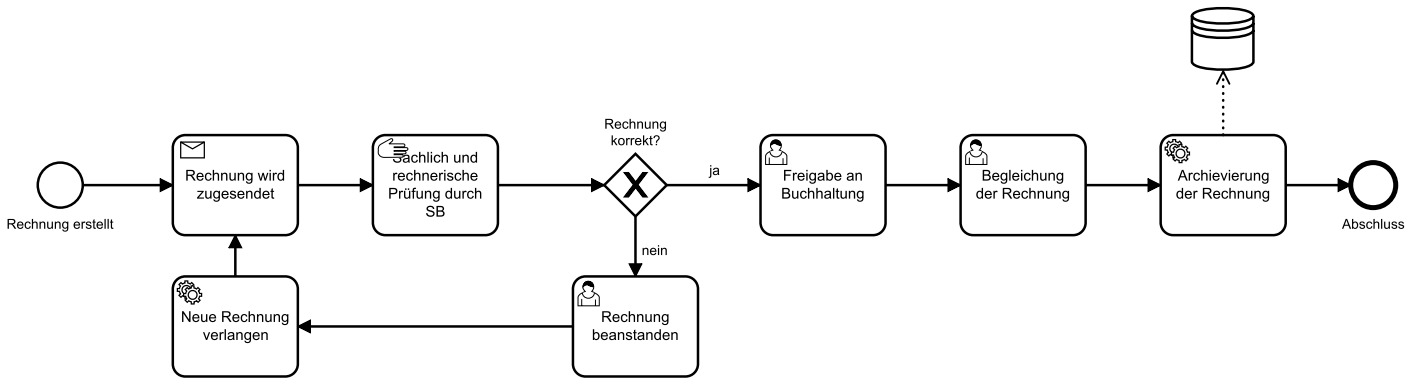 Rechnung
korrekt?
Rechnung wird
zugesendet
Sachlich und
rechnerische
Prüfung durch
SB
ja
Freigabe an
Buchhaltung
Begleichung
der Rechnung
Archievierung
der Rechnung
Rechnung erstellt
Abschluss
nein
Neue Rechnung
verlangen
Rechnung
beanstanden